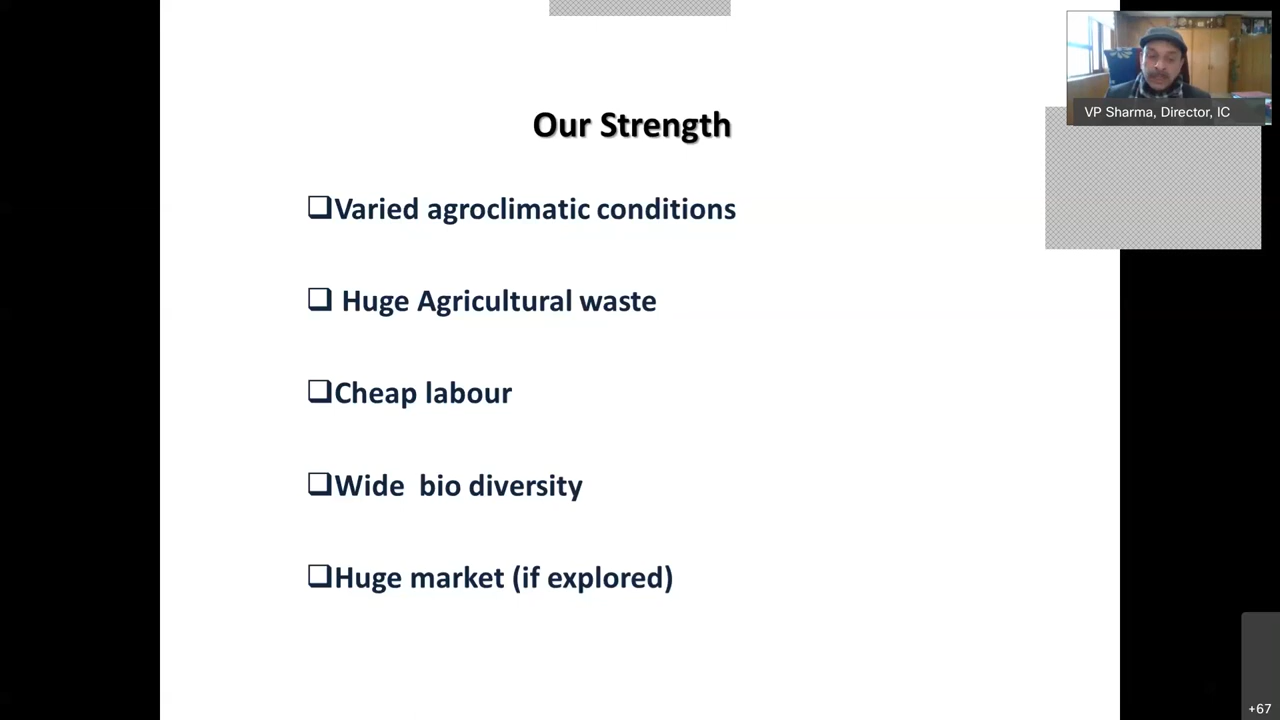 VP Sharma, Director, IC
Our Strength
❑Varied agroclimatic conditions
❑ Huge Agricultural waste
❑Cheap labour
❑Wide  bio diversity
❑Huge market (if explored)
+67